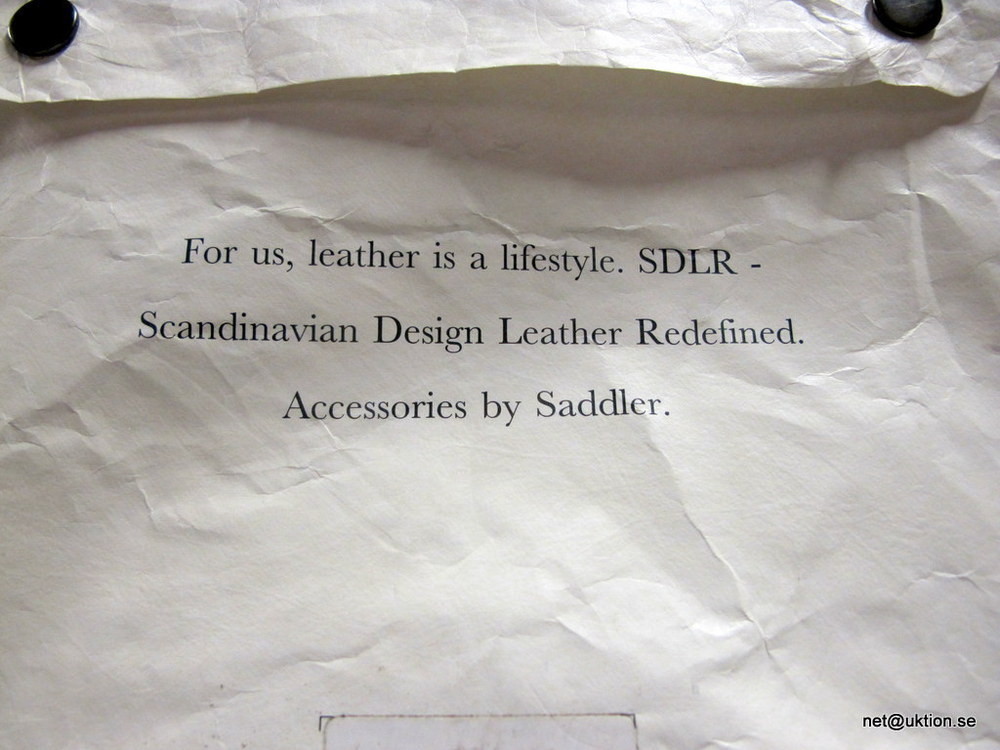 For us, leather is a lifestyle. SDLR -
Scandinavian Design Leather Redefined.
Accessories by Saddler.
net@uktion.se